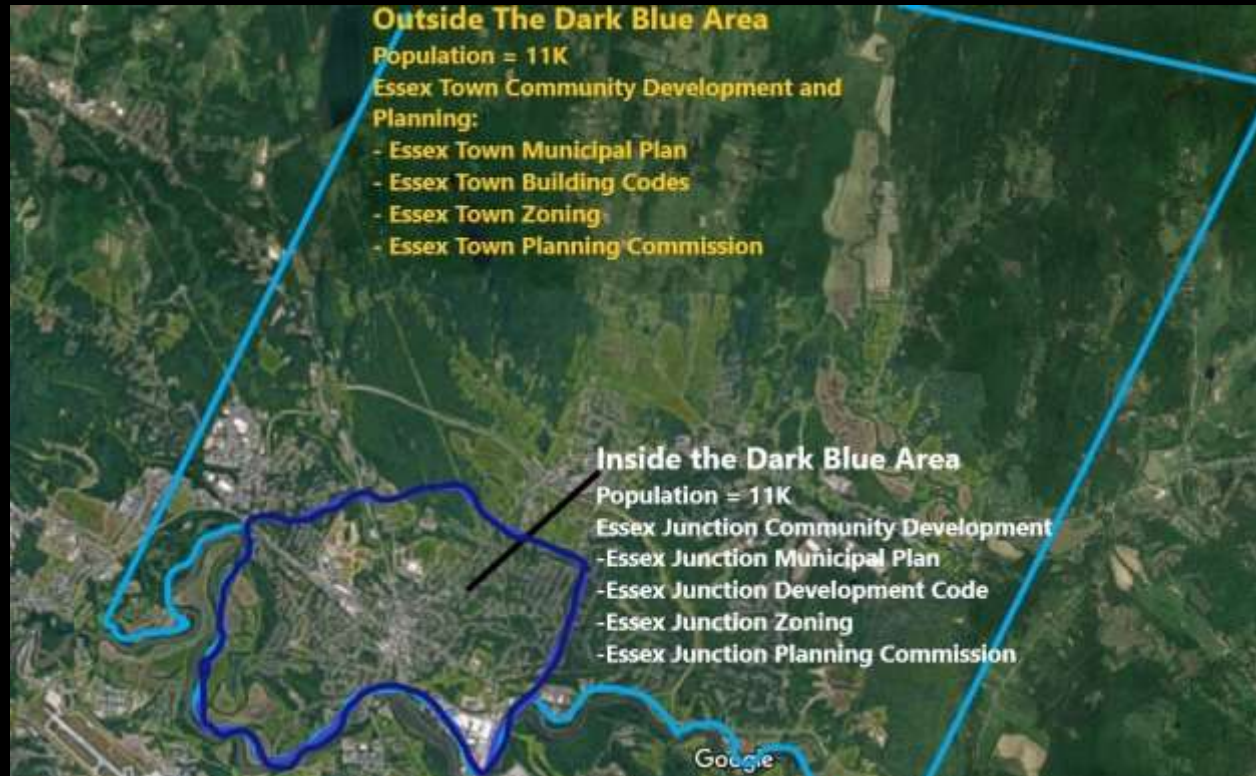 Outside The Dark Blue Area
Population = 11K
Essex Town Community Development and
Planning:
- Essex Town Municipal Plan
- Essex Town Building Codes
- Essex Town Zoning
- Essex Town Planning Commission
Inside the Dark Blue Area
Population = 11K
Essex Junction Community Development
-Essex Junction Municipal Plan
-Essex Junction Development Code
-Essex Junction Zoning
-Essex Junction Planning Commission
Google